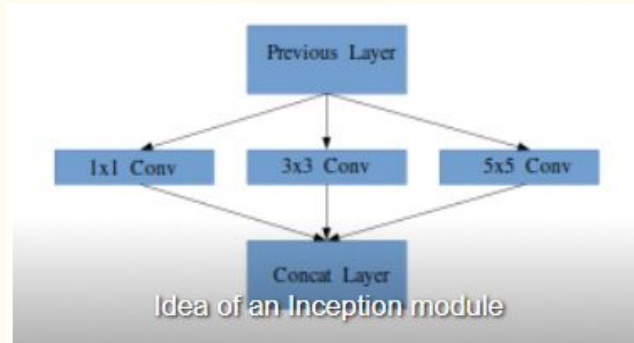 Previous Layer
1x1 Conv
3x3 Conv
5x5 Conv
Concat Layer
Idea of an Inception module